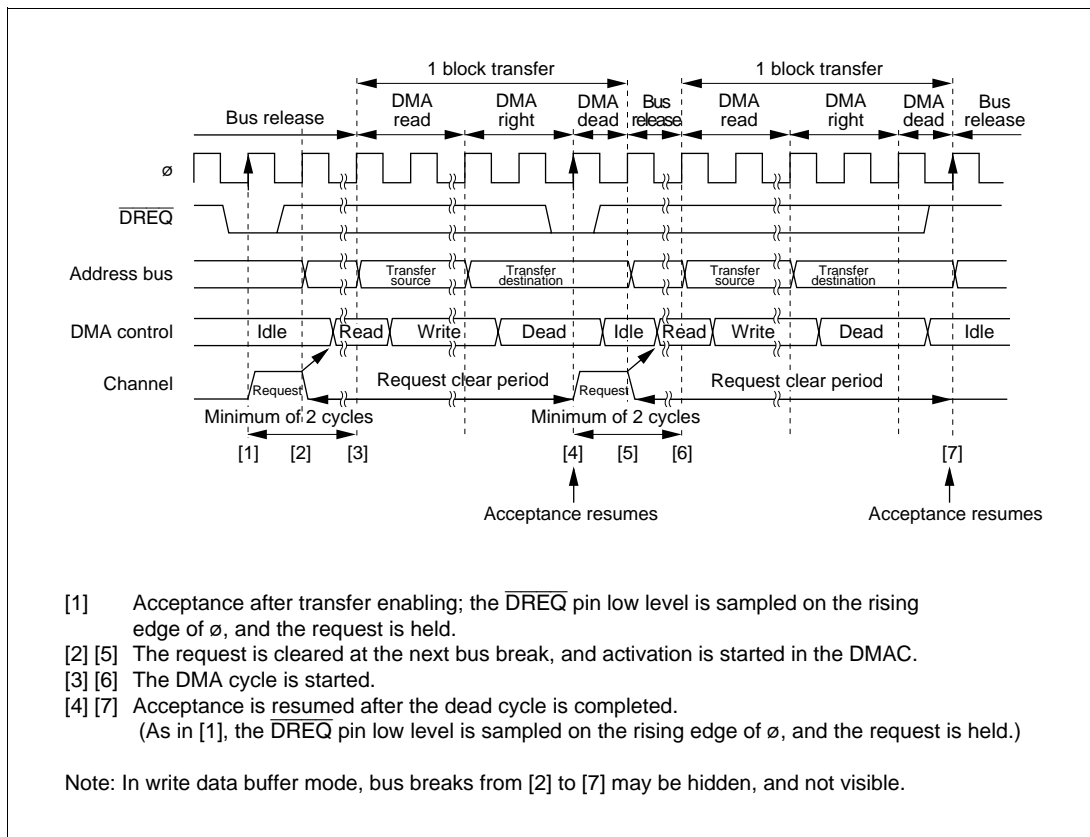 1 block transfer 1 block transfer
Bus release DMA read DMA right DMA dead Bus release DMA read DMA right DMA dead Bus release
ø
DREQ
Address bus Transfer source Transfer destination Transfer source Transfer destination
DMA control Idle Read Write Dead Idle Read Write Dead Idle
Channel Request Request clear period Request Request clear period
Minimum of 2 cycles Minimum of 2 cycles
[1] [2] [3] [4] [5] [6] [7]
Acceptance resumes Acceptance resumes
[1] Acceptance after transfer enabling; the DREQ pin low level is sampled on the rising
edge of ø, and the request is held.
[2] [5] The request is cleared at the next bus break, and activation is started in the DMAC.
[3] [6] The DMA cycle is started.
[4] [7] Acceptance is resumed after the dead cycle is completed.
(As in [1], the DREQ pin low level is sampled on the rising edge of ø, and the request is held.)
Note: In write data buffer mode, bus breaks from [2] to [7] may be hidden, and not visible.